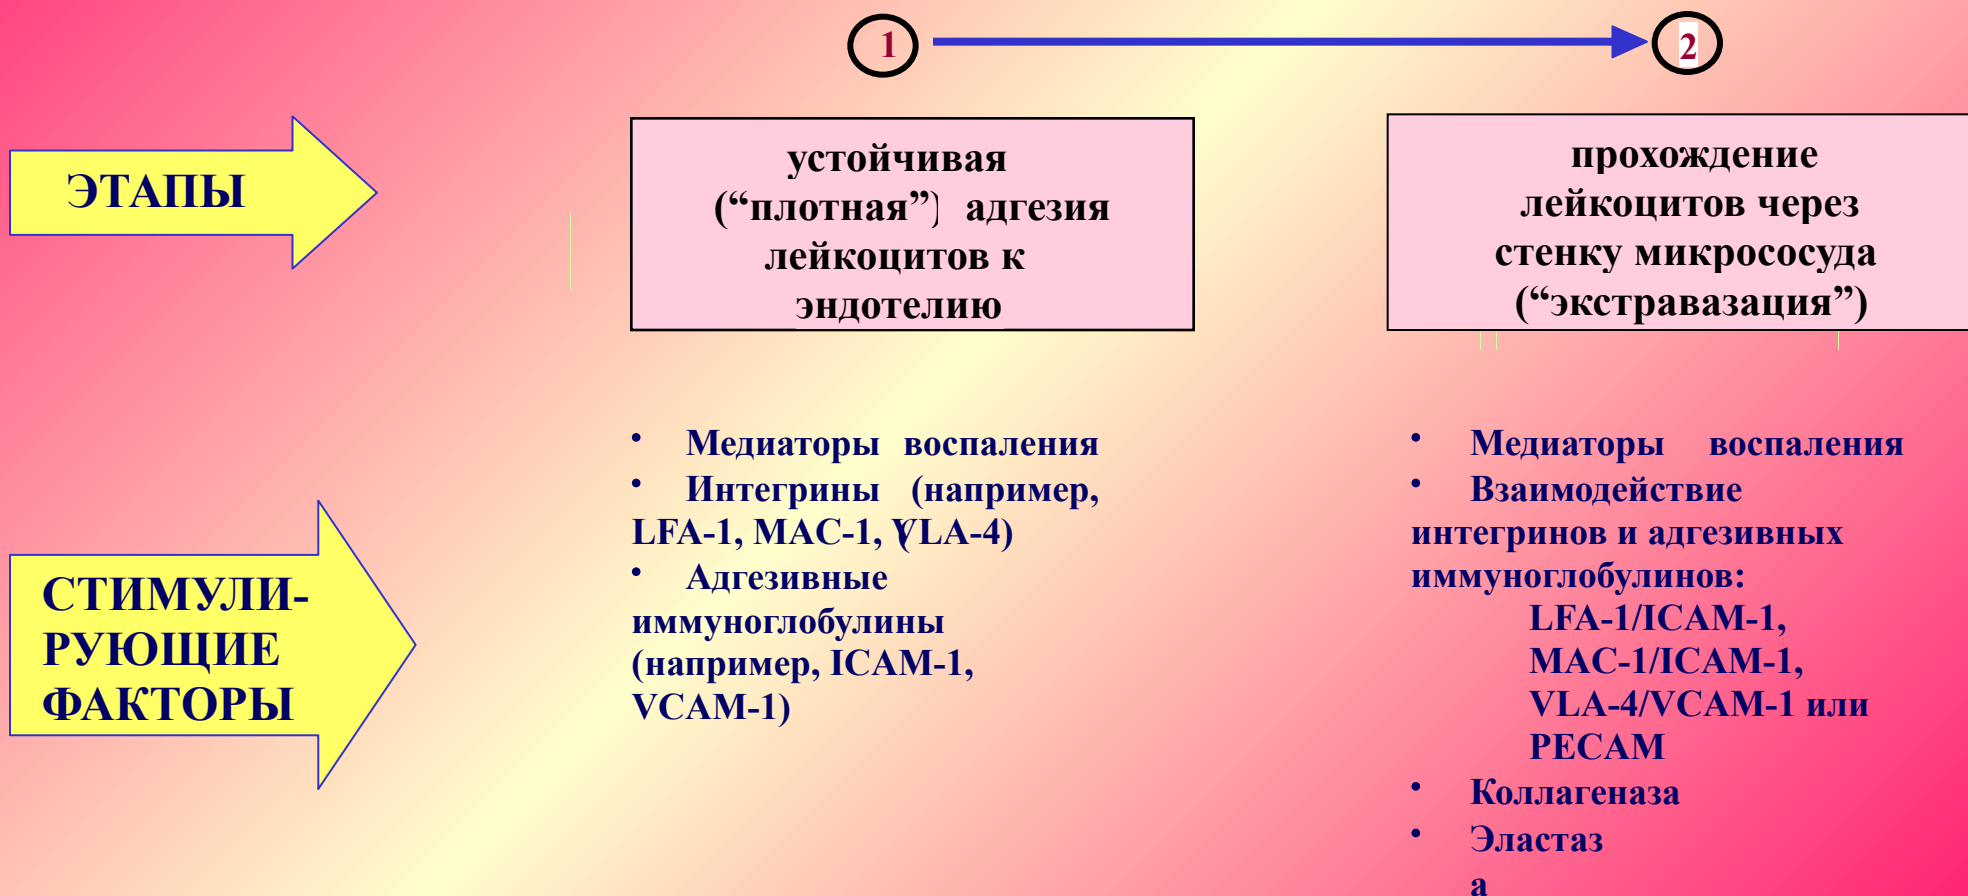 1
2
ЭТАПЫ
устойчивая
(“плотная”) адгезия
лейкоцитов к
эндотелию
прохождение
лейкоцитов через
стенку микрососуда
(“экстравазация”)
СТИМУЛИ-
РУЮЩИЕ
ФАКТОРЫ
• Медиаторы воспаления
• Интегрины (например,
LFA-1, MAC-1, VLA-4)
• Адгезивные
иммуноглобулины
(например, ICAM-1,
VCAM-1)
• Медиаторы воспаления
• Взаимодействие
интегринов и адгезивных
иммуноглобулинов:
LFA-1/ICAM-1,
MAC-1/ICAM-1,
VLA-4/VCAM-1 или
PECAM
• Коллагеназа
• Эластаз
а